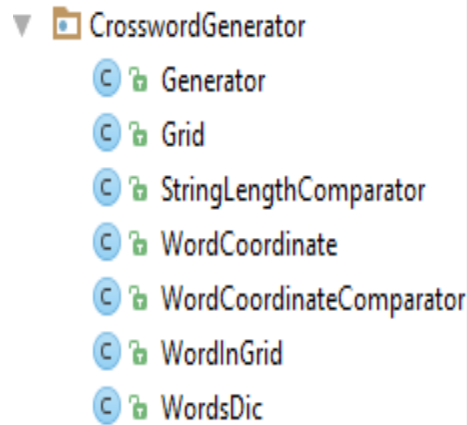 CrosswordGenerator
Generator
Grid
StringLengthComparator
WordCoordinate
WordCoordinateComparator
WordInGrid
WordsDic